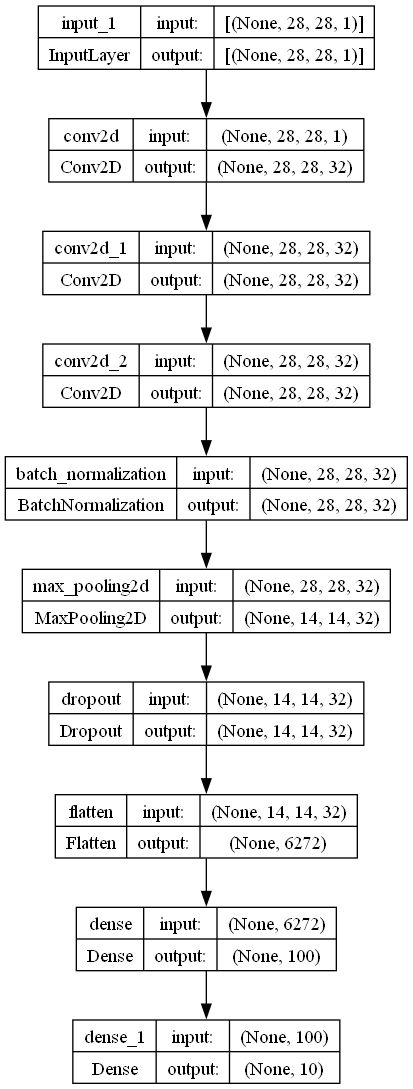 input_1 input: [(None, 28, 28, 1)]
InputLayer output: [(None, 28, 28, 1)]
conv2d input: (None, 28, 28, 1)
Conv2D output: (None, 28, 28, 32)
conv2d_1 input: (None, 28, 28, 32)
Conv2D output: (None, 28, 28, 32)
conv2d_2 input: (None, 28, 28, 32)
Conv2D output: (None, 28, 28, 32)
batch_normalization input: (None, 28, 28, 32)
BatchNormalization output: (None, 28, 28, 32)
max_pooling2d input: (None, 28, 28, 32)
MaxPooling2D output: (None, 14, 14, 32)
dropout input: (None, 14, 14, 32)
Dropout output: (None, 14, 14, 32)
flatten input: (None, 14, 14, 32)
Flatten output: (None, 6272)
dense input: (None, 6272)
Dense output: (None, 100)
dense_1 input: (None, 100)
Dense output: (None, 10)